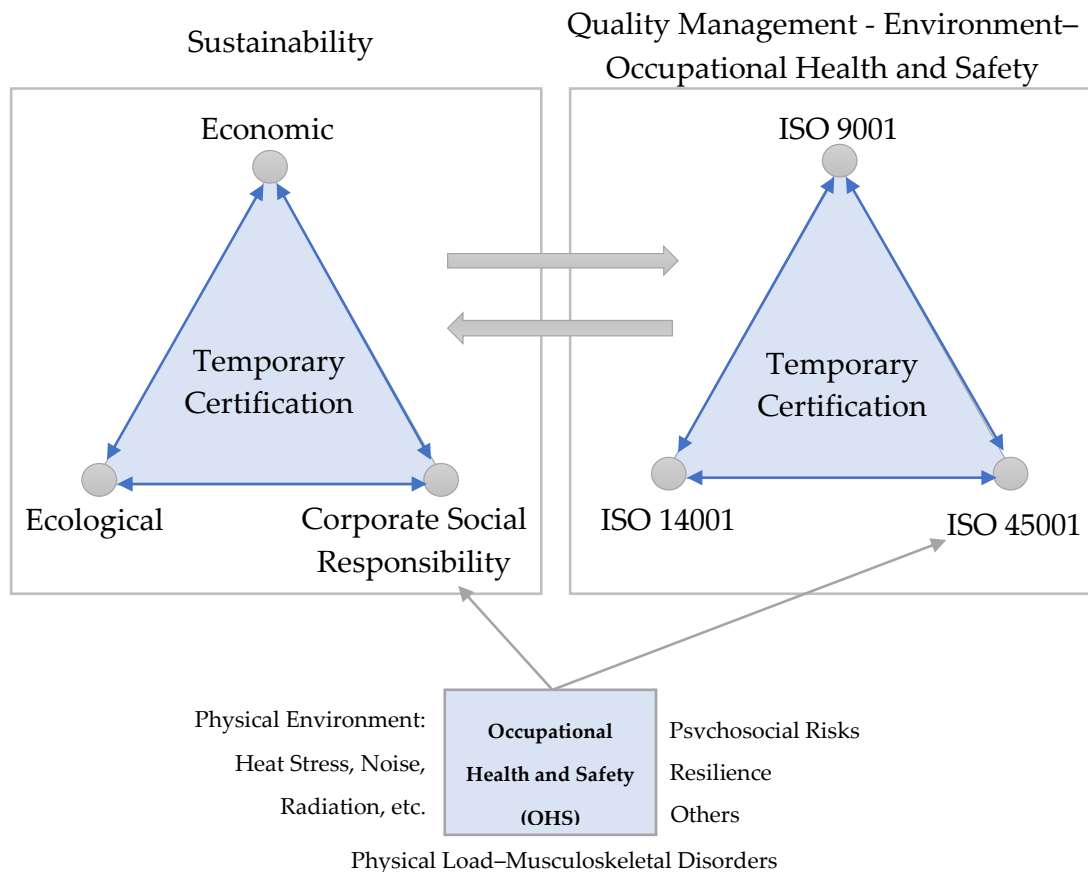 Sustainability
Quality Management - Environment–
Occupational Health and Safety
Economic
Temporary
Certification
Ecological
Corporate Social
Responsibility
ISO 9001
Temporary
Certification
ISO 14001
ISO 45001
Physical Environment:
Heat Stress, Noise,
Radiation, etc.
Occupational
Health and Safety
(OHS)
Psychosocial Risks
Resilience
Others
Physical Load–Musculoskeletal Disorders